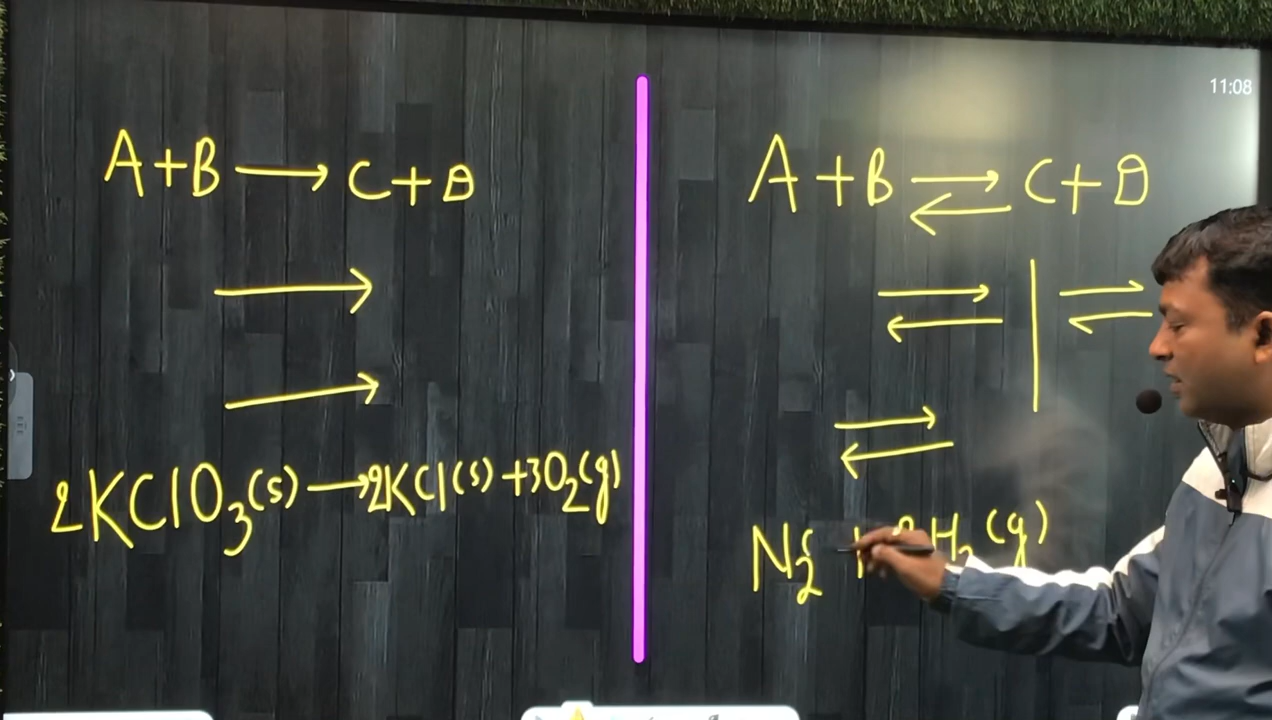 11:08
A+B ⟶ C+D
A+B ⇌ C+D
⟶
⇌ | ⇌
⟶
⇌
2KClO₃(s) ⟶ 2KCl(s) +3O₂(g)
N₂ H₂ (g)